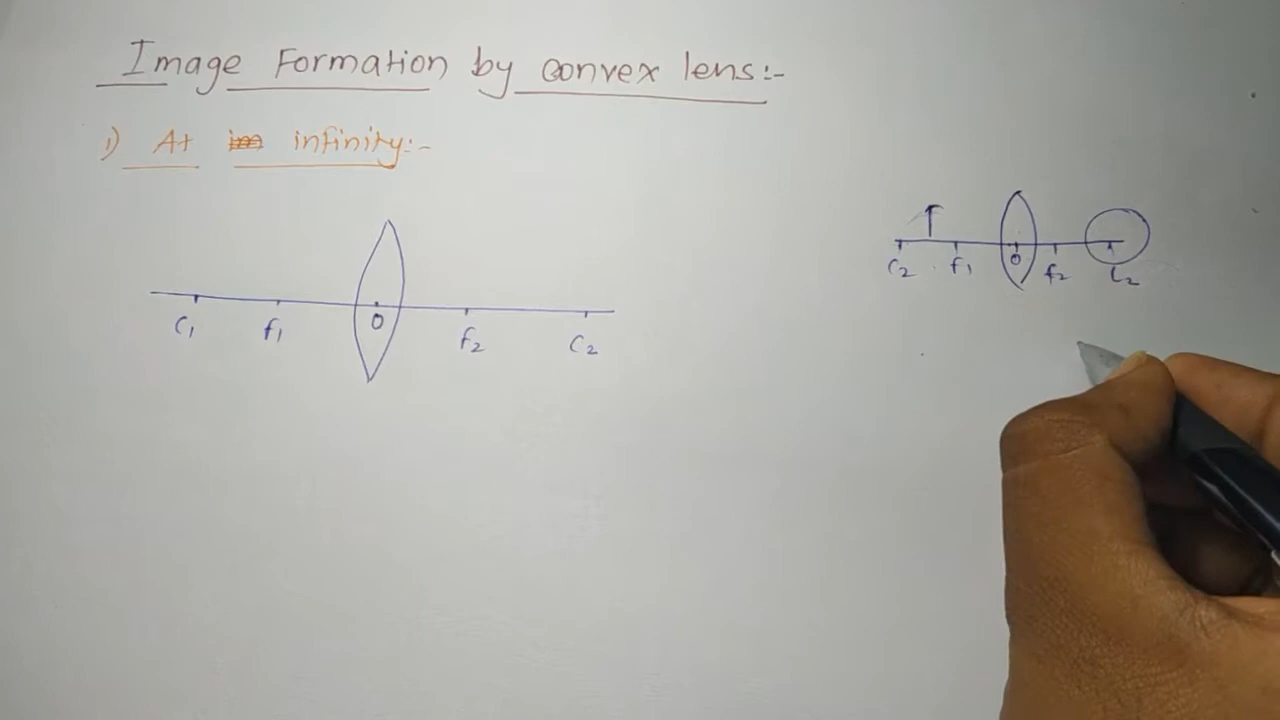 Image Formation by convex lens:-
1) At infinity:-
C₁ f₁ O f₂ C₂
C₂ f₁ O f₂ C₂